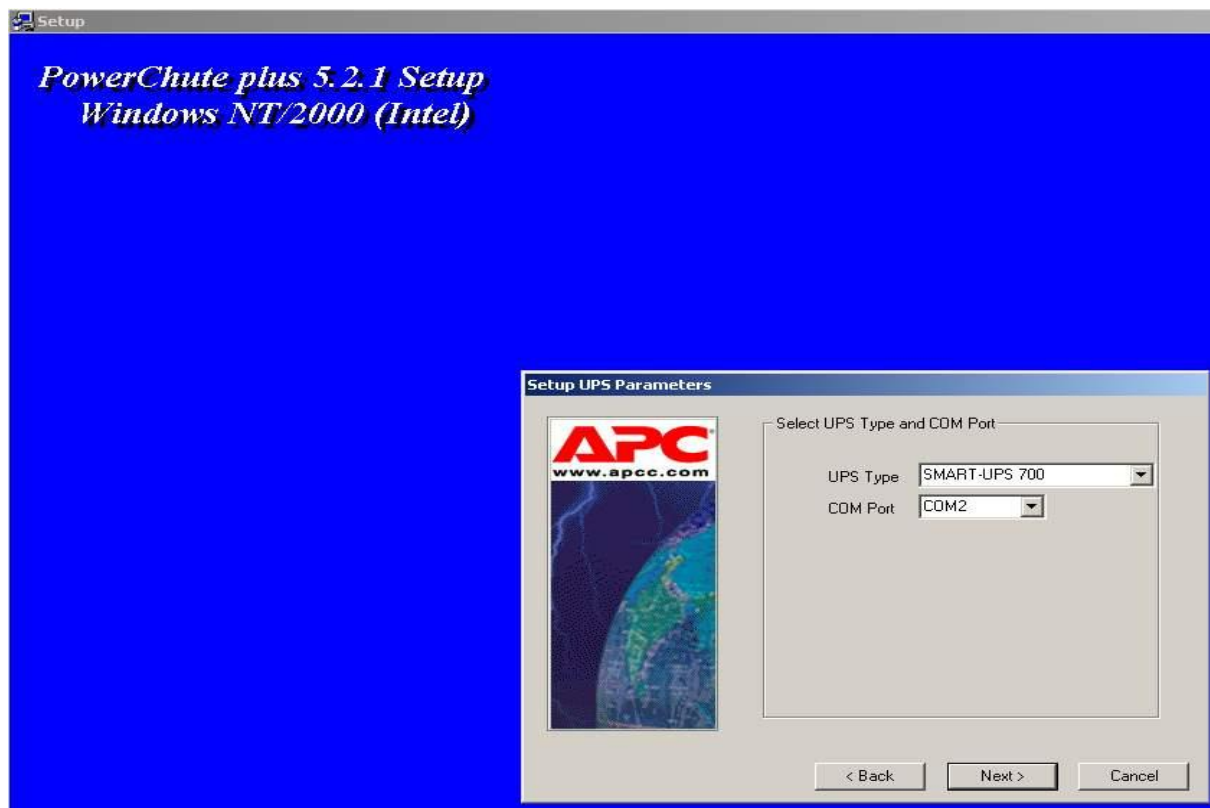 Setup
PowerChute plus 5.2.1 Setup
Windows NT/2000 (Intel)
Setup UPS Parameters
APC
www.apcc.com
Select UPS Type and COM Port
UPS Type SMART-UPS 700
COM Port COM2
< Back Next > Cancel